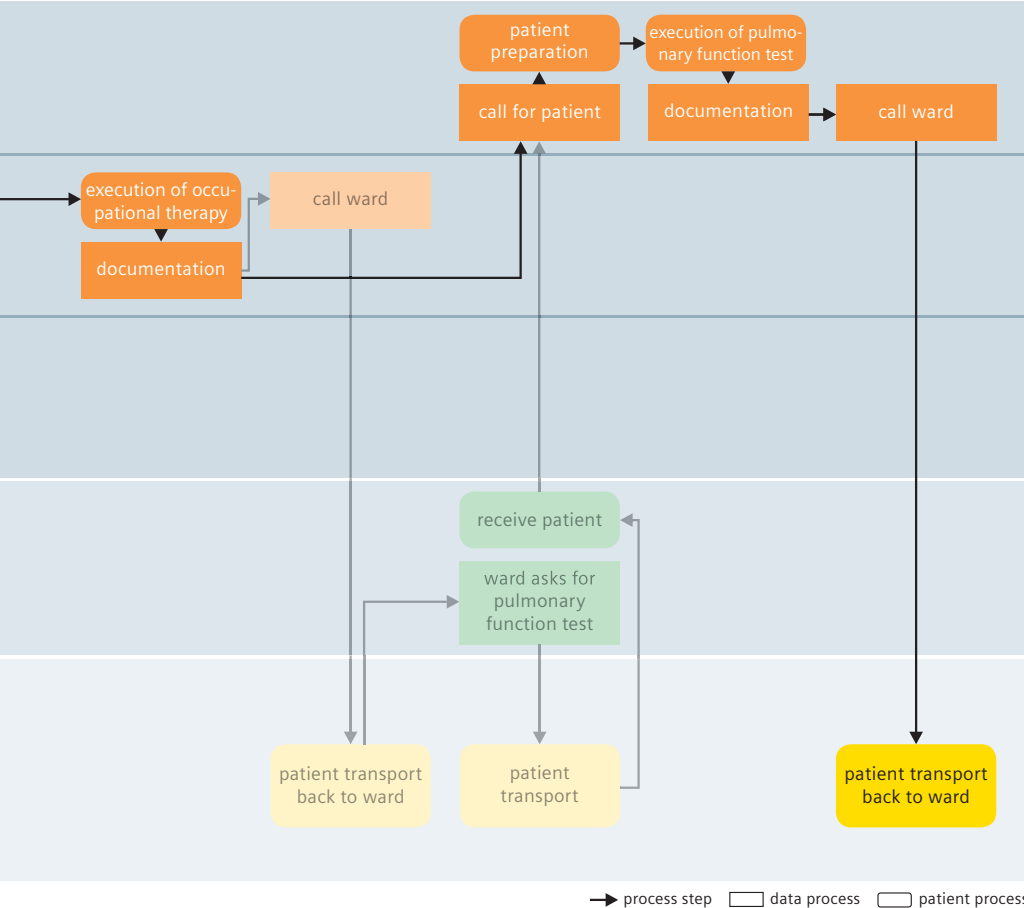 patient
preparation
execution of pulmo-
nary function test
call for patient
documentation
call ward
execution of occu-
pational therapy
call ward
documentation
receive patient
ward asks for
pulmonary
function test
patient transport
back to ward
patient
transport
patient transport
back to ward
process step
data process
patient process